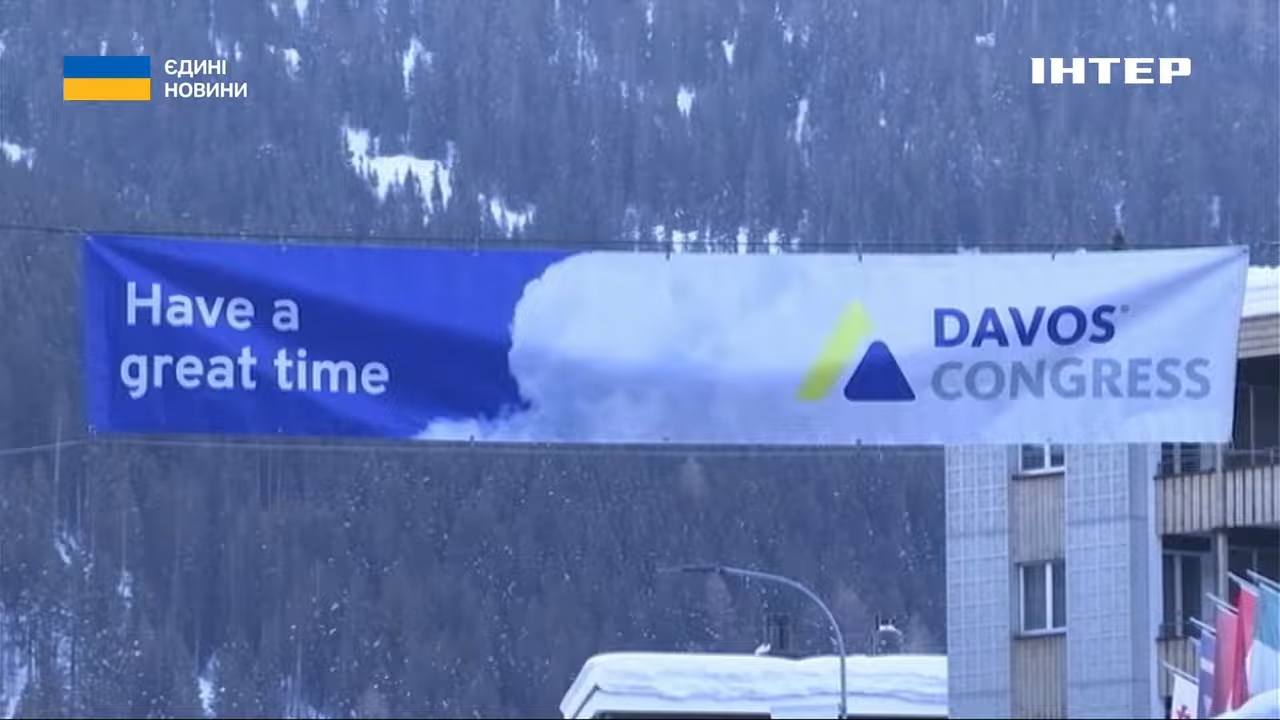 ЄДИНІ
НОВИНИ
ІНТЕР
Have a
great time
DAVOS®
CONGRESS